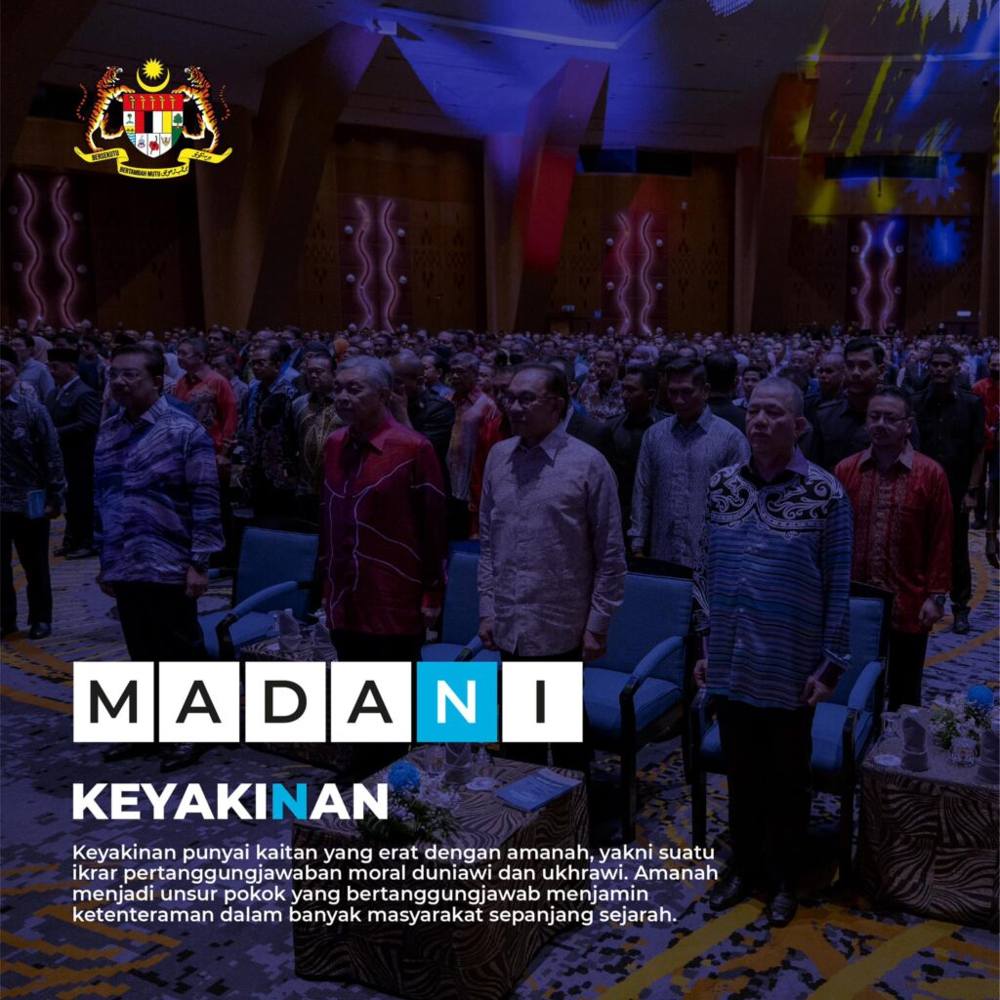 BERSEKUTU
BERTAMBAH MUTU
MADANI
KEYAKINAN
Keyakinan punyai kaitan yang erat dengan amanah, yakni suatu
ikrar pertanggungjawaban moral duniawi dan ukhrawi. Amanah
menjadi unsur pokok yang bertanggungjawab menjamin
ketenteraman dalam banyak masyarakat sepanjang sejarah.